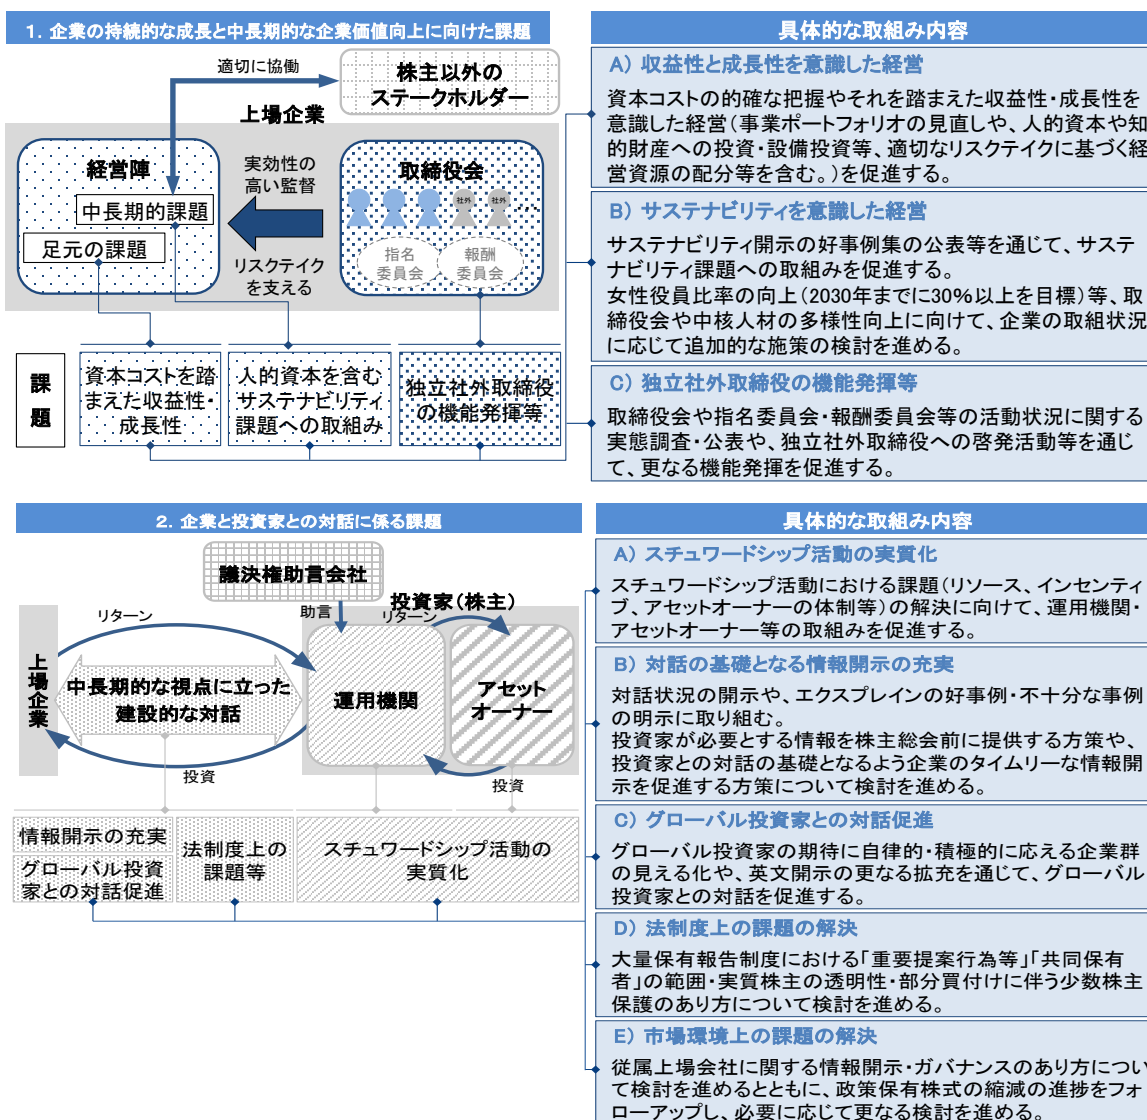 1．企業の持続的な成長と中長期的な企業価値向上に向けた課題
適切に協働
株主以外の
ステークホルダー
上場企業
経営陣
中長期的課題
足元の課題
実効性の
高い監督
リスクテイク
を支える
取締役会
社外
社外
…
指名
委員会
報酬
委員会
課
題
資本コストを踏
まえた収益性・
成長性
人的資本を含む
サステナビリティ
課題への取組み
独立社外取締役
の機能発揮等
具体的な取組み内容
A）収益性と成長性を意識した経営
資本コストの的確な把握やそれを踏まえた収益性・成長性を
意識した経営（事業ポートフォリオの見直しや、人的資本や知
的財産への投資・設備投資等、適切なリスクテイクに基づく経
営資源の配分等を含む。）を促進する。
B）サステナビリティを意識した経営
サステナビリティ開示の好事例集の公表等を通じて、サステ
ナビリティ課題への取組みを促進する。
女性役員比率の向上（2030年までに30％以上を目標）等、取
締役会や中核人材の多様性向上に向けて、企業の取組状況
に応じて追加的な施策の検討を進める。
C）独立社外取締役の機能発揮等
取締役会や指名委員会・報酬委員会等の活動状況に関する
実態調査・公表や、独立社外取締役への啓発活動等を通じ
て、更なる機能発揮を促進する。
2．企業と投資家との対話に係る課題
議決権助言会社
助言
投資家（株主）
リターン
リターン
上場企業
中長期的な視点に立った
建設的な対話
運用機関
アセット
オーナー
投資
投資
情報開示の充実
グローバル投資
家との対話促進
法制度上の
課題等
スチュワードシップ活動の
実質化
具体的な取組み内容
A）スチュワードシップ活動の実質化
スチュワードシップ活動における課題（リソース、インセンティ
ブ、アセットオーナーの体制等）の解決に向けて、運用機関・
アセットオーナー等の取組みを促進する。
B）対話の基礎となる情報開示の充実
対話状況の開示や、エクスプレインの好事例・不十分な事例
の明示に取り組む。
投資家が必要とする情報を株主総会前に提供する方策や、
投資家との対話の基礎となるよう企業のタイムリーな情報開
示を促進する方策について検討を進める。
C）グローバル投資家との対話促進
グローバル投資家の期待に自律的・積極的に応える企業群
の見える化や、英文開示の更なる拡充を通じて、グローバル
投資家との対話を促進する。
D）法制度上の課題の解決
大量保有報告制度における「重要提案行為等」「共同保有
者」の範囲・実質株主の透明性・部分買付けに伴う少数株主
保護のあり方について検討を進める。
E）市場環境上の課題の解決
従属上場会社に関する情報開示・ガバナンスのあり方につい
て検討を進めるとともに、政策保有株式の縮減の進捗をフォ
ローアップし、必要に応じて更なる検討を進める。